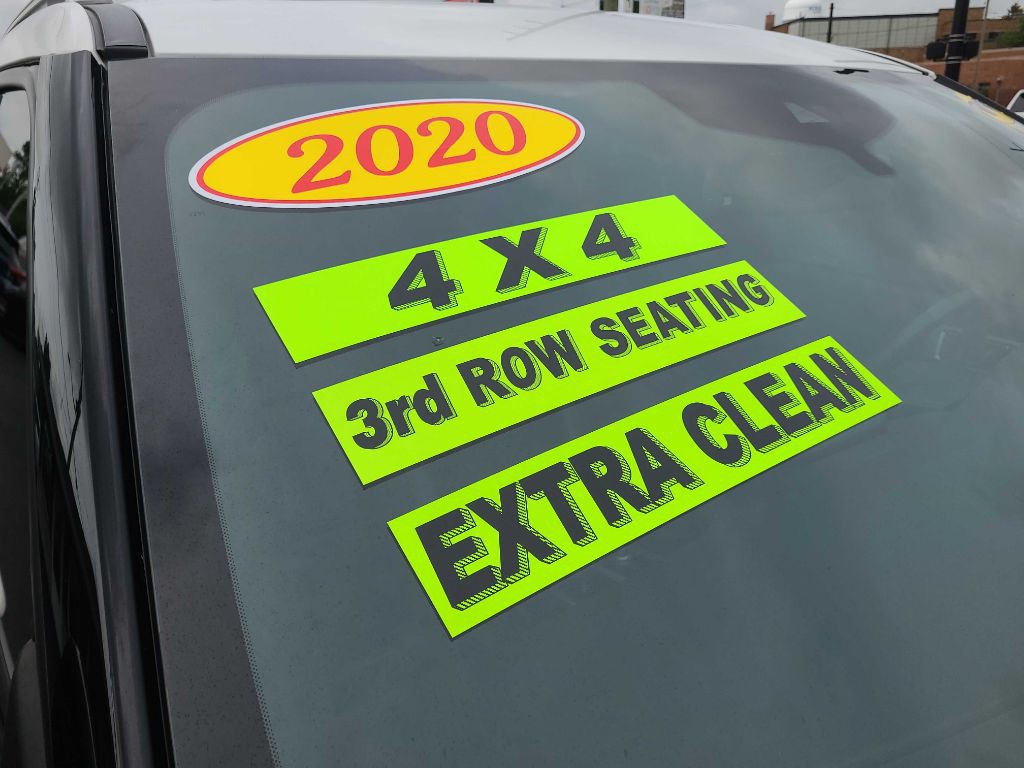 2020
4 X 4
3rd ROW SEATING
EXTRA CLEAN